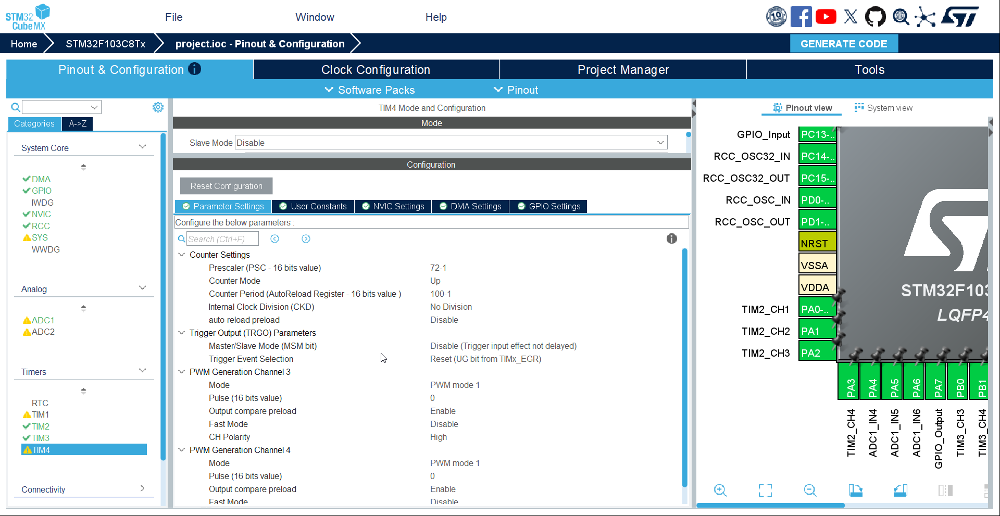 STM32
CubeMX
File
Window
Help
10
Home
STM32F103C8Tx
project.ioc - Pinout & Configuration
GENERATE CODE
Pinout & Configuration
Clock Configuration
Project Manager
Tools
Software Packs
Pinout
Categories
A->Z
System Core
DMA
GPIO
IWDG
NVIC
RCC
SYS
WWDG
Analog
ADC1
ADC2
Timers
RTC
TIM1
TIM2
TIM3
TIM4
Connectivity
TIM4 Mode and Configuration
Mode
Slave Mode Disable
Configuration
Reset Configuration
Parameter Settings
User Constants
NVIC Settings
DMA Settings
GPIO Settings
Configure the below parameters :
Search (Ctrl+F)
Counter Settings
Prescaler (PSC - 16 bits value) 72-1
Counter Mode Up
Counter Period (AutoReload Register - 16 bits value ) 100-1
Internal Clock Division (CKD) No Division
auto-reload preload Disable
Trigger Output (TRGO) Parameters
Master/Slave Mode (MSM bit) Disable (Trigger input effect not delayed)
Trigger Event Selection Reset (UG bit from TIMx_EGR)
PWM Generation Channel 3
Mode PWM mode 1
Pulse (16 bits value) 0
Output compare preload Enable
Fast Mode Disable
CH Polarity High
PWM Generation Channel 4
Mode PWM mode 1
Pulse (16 bits value) 0
Output compare preload Enable
Fast Mode Disable
Pinout view
System view
GPIO_Input PC13-..
RCC_OSC32_IN PC14-..
RCC_OSC32_OUT PC15-..
RCC_OSC_IN PD0-..
RCC_OSC_OUT PD1-..
NRST
VSSA
VDDA
TIM2_CH1 PA0-..
TIM2_CH2 PA1
TIM2_CH3 PA2
STM32F103
LQFP4
PA3
PA4
PA5
PA6
PA7
PB0
PB1
TIM2_CH4
ADC1_IN4
ADC1_IN5
ADC1_IN6
GPIO_Output
TIM3_CH3
TIM3_CH4